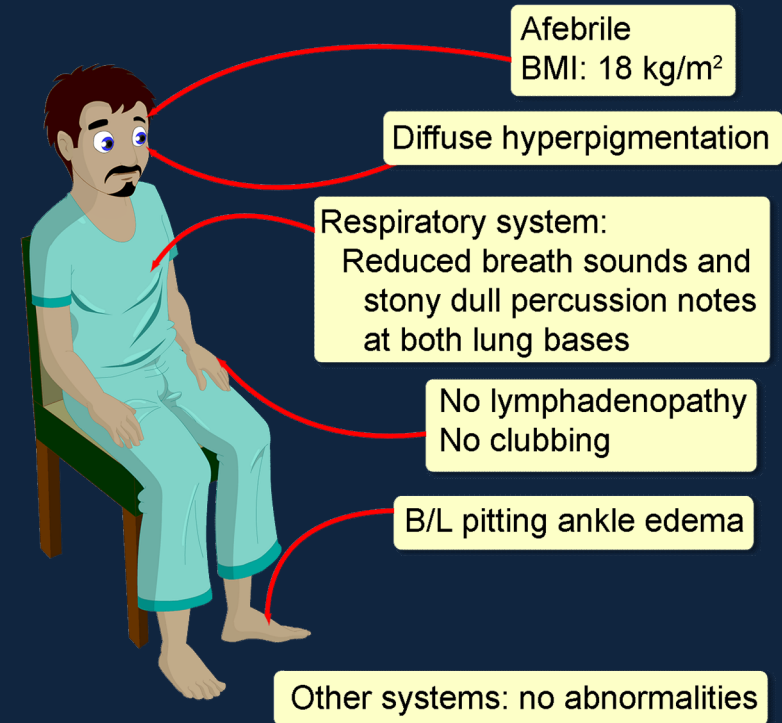 Afebrile
BMI: 18 kg/m²
Diffuse hyperpigmentation
Respiratory system:
Reduced breath sounds and
stony dull percussion notes
at both lung bases
No lymphadenopathy
No clubbing
B/L pitting ankle edema
Other systems: no abnormalities